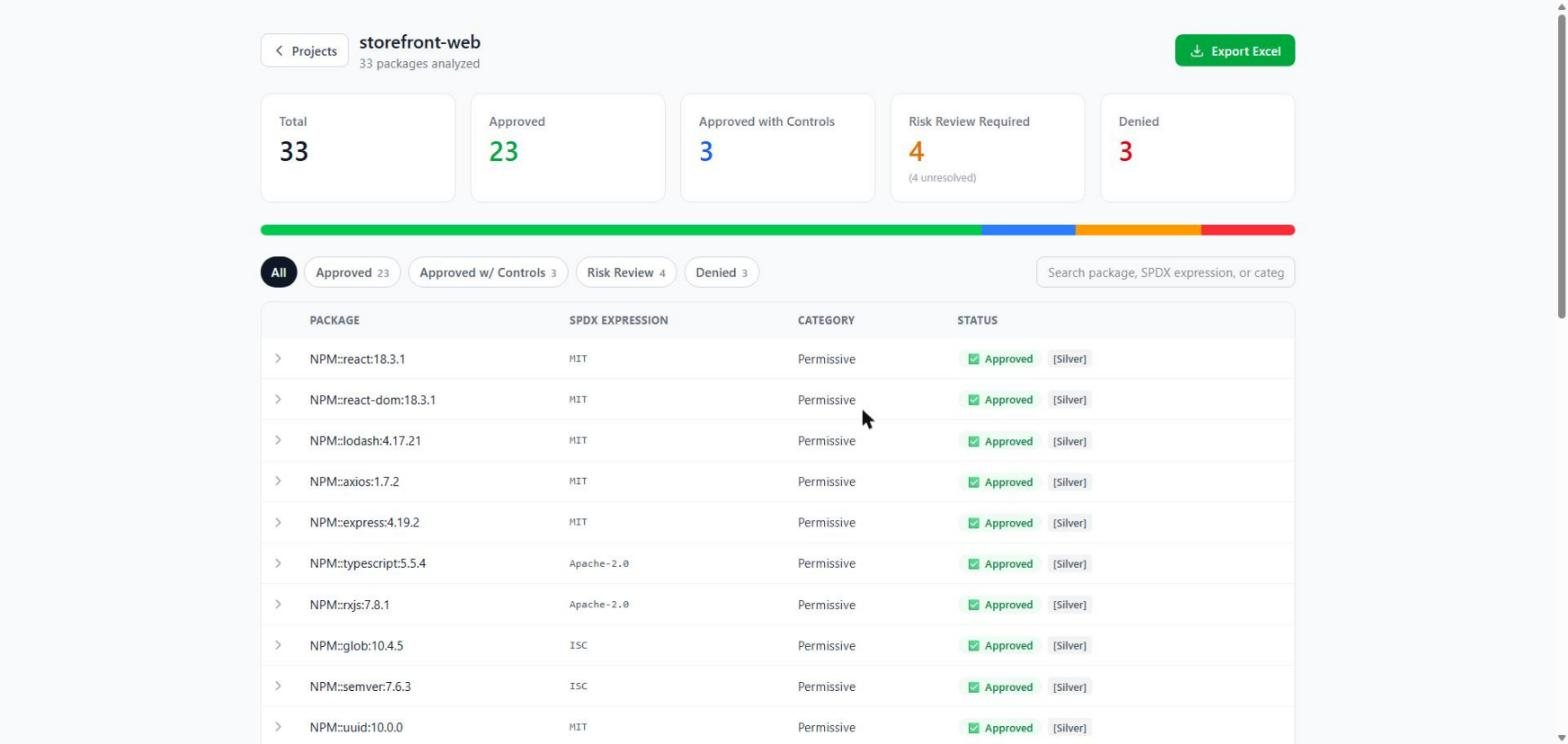 Projects
storefront-web
33 packages analyzed
Export Excel
Total
33
Approved
23
Approved with Controls
3
Risk Review Required
4
(4 unresolved)
Denied
3
All
Approved 23
Approved w/ Controls 3
Risk Review 4
Denied 3
Search package, SPDX expression, or categ
PACKAGE SPDX EXPRESSION CATEGORY STATUS
NPM::react:18.3.1 MIT Permissive Approved [Silver]
NPM::react-dom:18.3.1 MIT Permissive Approved [Silver]
NPM::lodash:4.17.21 MIT Permissive Approved [Silver]
NPM::axios:1.7.2 MIT Permissive Approved [Silver]
NPM::express:4.19.2 MIT Permissive Approved [Silver]
NPM::typescript:5.5.4 Apache-2.0 Permissive Approved [Silver]
NPM::rxjs:7.8.1 Apache-2.0 Permissive Approved [Silver]
NPM::glob:10.4.5 ISC Permissive Approved [Silver]
NPM::semver:7.6.3 ISC Permissive Approved [Silver]
NPM::uuid:10.0.0 MIT Permissive Approved [Silver]